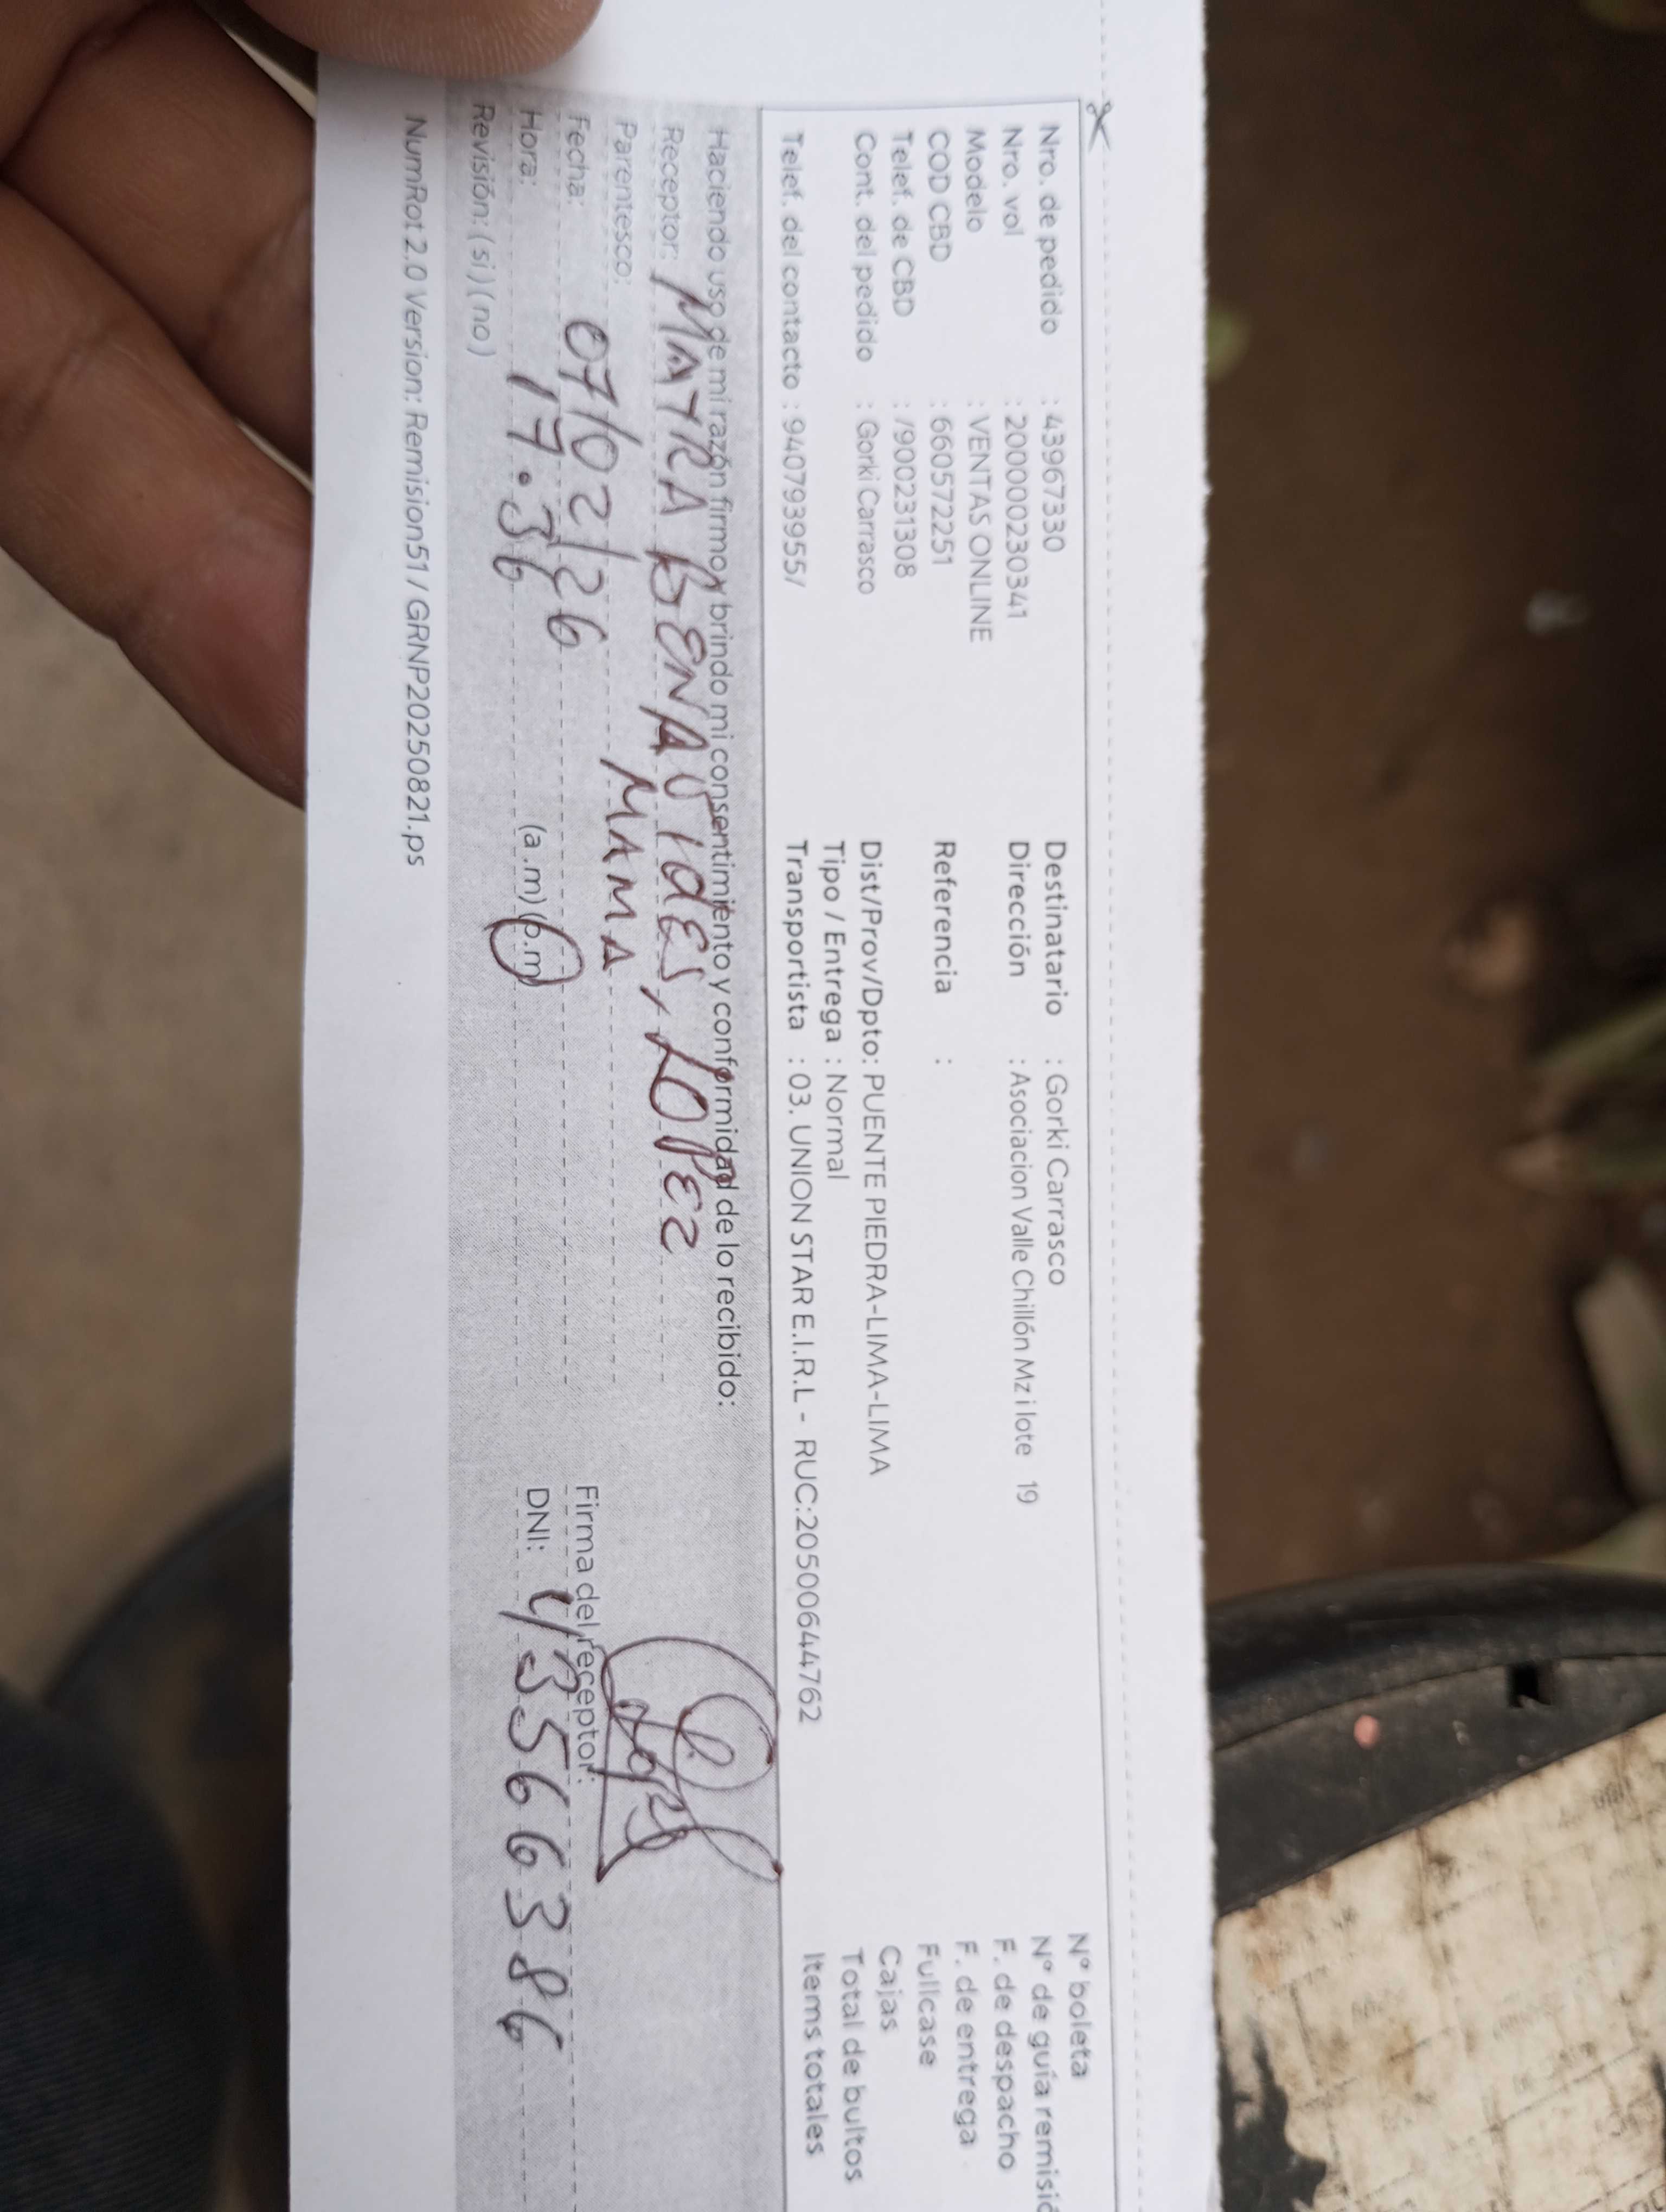 Nro. de pedido : 43967330
Nro. vol : 2000002303​41
Modelo : VENTAS ONLINE
COD CBD : 660572251
Telef. de CBD : /900231308
Cont. del pedido : Gorki Carrasco
Telef. del contacto : 940793955/
Destinatario : Gorki Carrasco
Dirección : Asociacion Valle Chillón Mz i lote 19
Referencia :
Dist/Prov/Dpto: PUENTE PIEDRA-LIMA-LIMA
Tipo / Entrega : Normal
Transportista : 03. UNION STAR E.I.R.L - RUC:20500644762
N° boleta
N° de guía remisió
F. de despacho
F. de entrega
Fullcase
Cajas
Total de bultos
Items totales
Haciendo uso de mi razón firmo y brindo mi consentimiento y conformidad de lo recibido:
Receptor: MAYRA BENAVIDES, LOPEZ
Parentesco: MAMA
Fecha: 07/02/26
Hora: 17.36 (a.m) (p.m)
Revisión: (si) (no)
Firma del receptor:
DNI: 43566386
NumRot 2.0 Version: Remision51 / GRNP20250821.ps